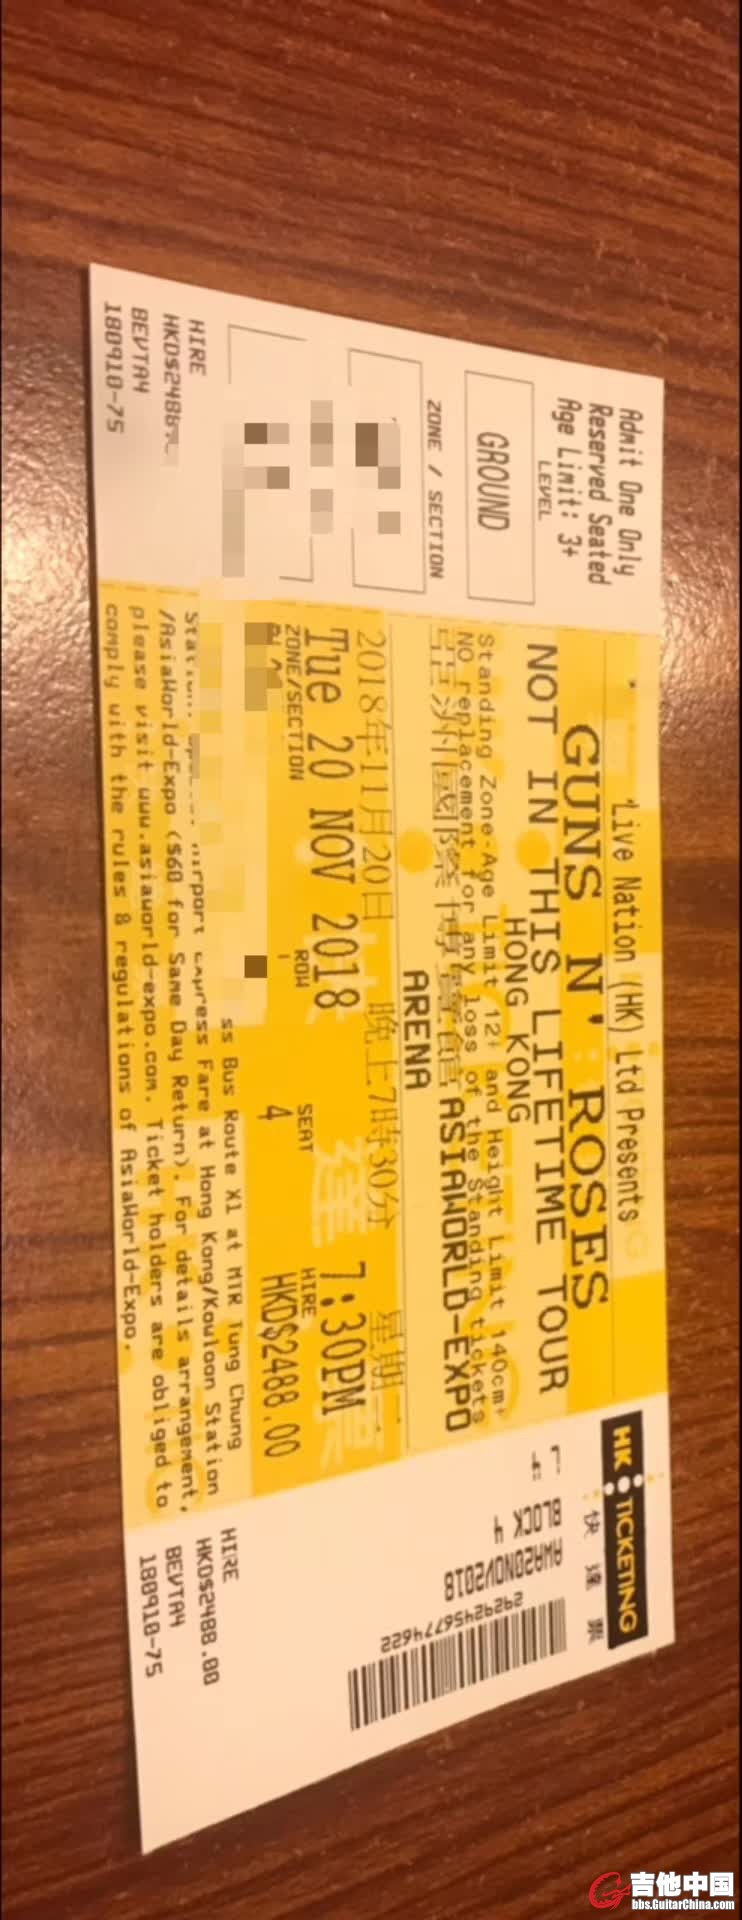 Admit One Only
Reserved Seated
Age Limit: 3+
LEVEL
GROUND
ZONE / SECTION
HIRE
HKD$2488
BEVTA4
180910-75
Live Nation (HK) Ltd Presents
GUNS N' ROSES
NOT IN THIS LIFETIME TOUR
HONG KONG
Standing Zone-Age Limit 12+ and Height Limit 140cm+
NO replacement for any loss of the Standing tickets
亞洲國際博覽館 ASIAWORLD-EXPO
ARENA
2018年11月20日 晚上7時30分 星期二
Tue 20 NOV 2018 7:30PM
ZONE/SECTION ROW SEAT HIRE
4 HKD$2488.00
ss Bus Route X1 at MTR Tung Chung
Airport Express Fare at Hong Kong/Kowloon Station
/AsiaWorld-Expo ($60 for Same Day Return). For details arrangement,
please visit www.asiaworld-expo.com. Ticket holders are obliged to
comply with the rules & regulations of AsiaWorld-Expo.
HK TICKETING
快達票
4
BLOCK 4
AWA20NOV2018
2929456774622
HIRE
HKD$2488.00
BEVTA4
180910-75
吉他中国
bbs.GuitarChina.com